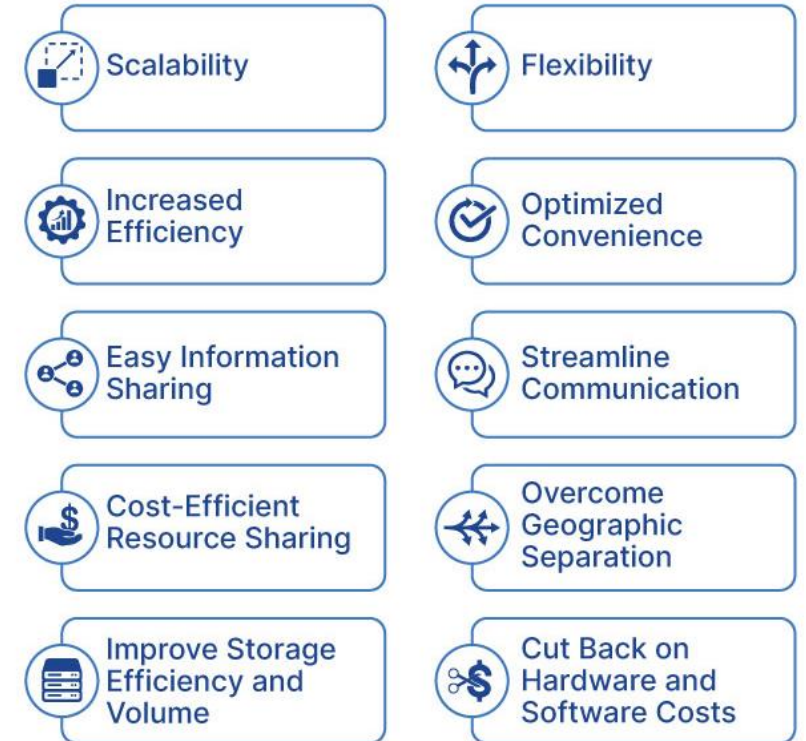 Scalability
Flexibility
Increased
Efficiency
Optimized
Convenience
Easy Information
Sharing
Streamline
Communication
Cost-Efficient
Resource Sharing
Overcome
Geographic
Separation
Improve Storage
Efficiency and
Volume
Cut Back on
Hardware and
Software Costs